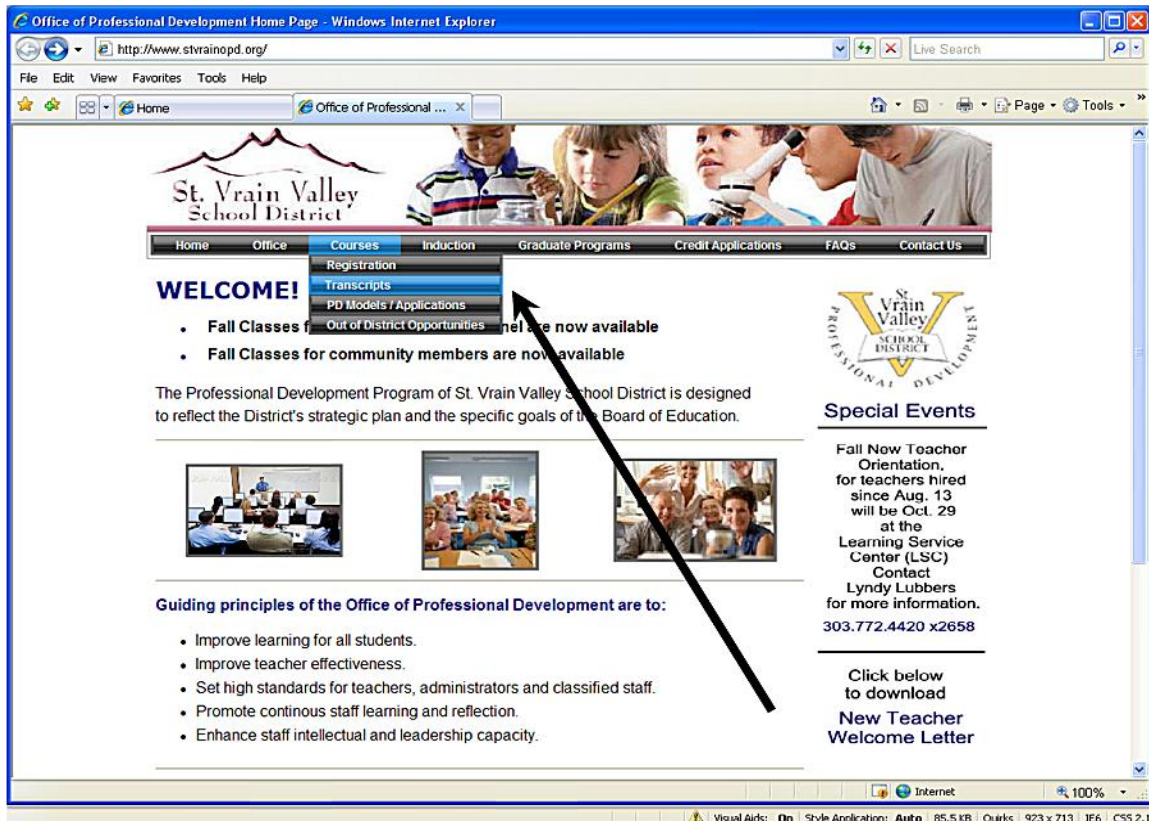 Office of Professional Development Home Page - Windows Internet Explorer
http://www.stvrainopd.org/
Live Search
File Edit View Favorites Tools Help
Home
Office of Profes­sional ...
Page
Tools
St. Vrain Valley
School District
Home Office Courses Induction Graduate Programs Credit Applications FAQs Contact Us
Registration
Transcripts
PD Models / Applications
Out of District Opportunities
WELCOME!
Fall Classes f nel are now available
Fall Classes for community members are now available
The Professional Development Program of St. Vrain Valley School District is designed
to reflect the District's strategic plan and the specific goals of the Board of Education.
Guiding principles of the Office of Professional Development are to:
Improve learning for all students.
Improve teacher effectiveness.
Set high standards for teachers, administrators and classified staff.
Promote continous staff learning and reflection.
Enhance staff intellectual and leadership capacity.
St.
Vrain
Valley
SCHOOL
DISTRICT
PROFESSIONAL DEVELOPMENT
Special Events
Fall New Teacher
Orientation,
for teachers hired
since Aug. 13
will be Oct. 29
at the
Learning Service
Center (LSC)
Contact
Lyndy Lubbers
for more information.
303.772.4420 x2658
Click below
to download
New Teacher
Welcome Letter
Internet
100%
Visual Aids: On Style Application: Auto 85.5 KB Quirks 923 x 713 IE6 CSS 2.1